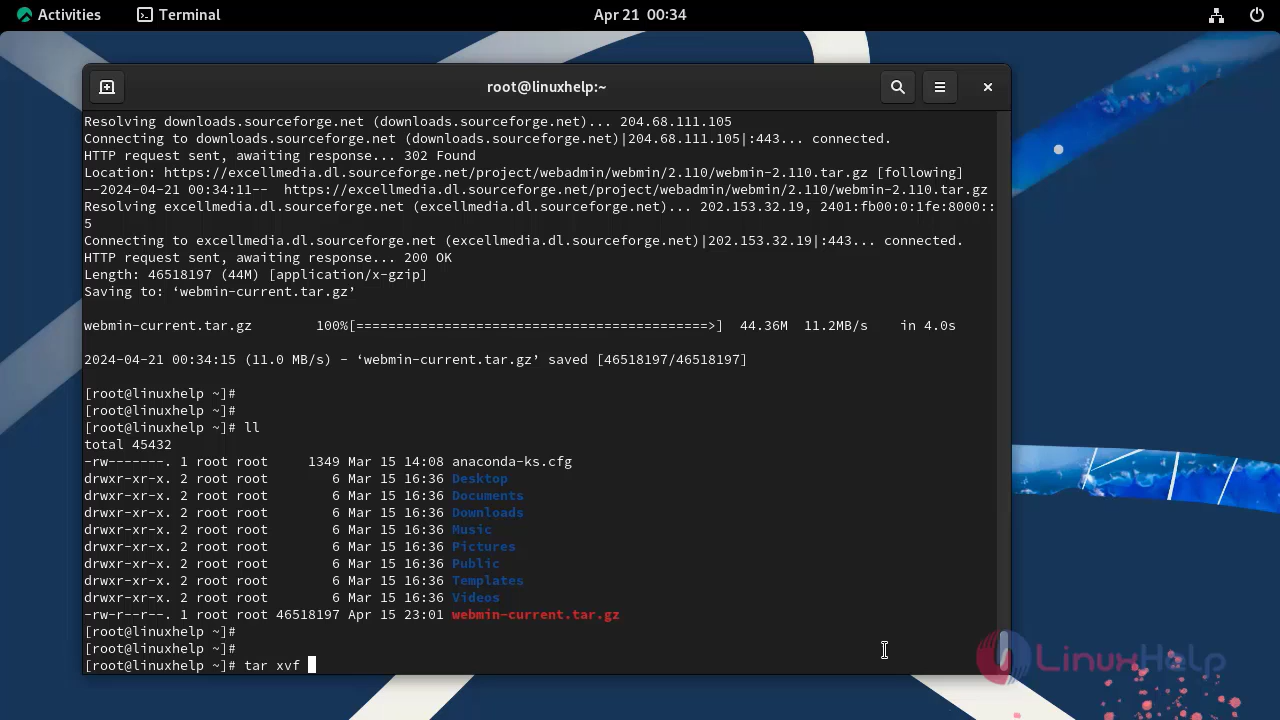 Activities
Terminal
Apr 21 00:34
root@linuxhelp:~
Resolving downloads.sourceforge.net (downloads.sourceforge.net)... 204.68.111.105
Connecting to downloads.sourceforge.net (downloads.sourceforge.net)|204.68.111.105|:443... connected.
HTTP request sent, awaiting response... 302 Found
Location: https://excellmedia.dl.sourceforge.net/project/webadmin/webmin/2.110/webmin-2.110.tar.gz [following]
--2024-04-21 00:34:11--  https://excellmedia.dl.sourceforge.net/project/webadmin/webmin/2.110/webmin-2.110.tar.gz
Resolving excellmedia.dl.sourceforge.net (excellmedia.dl.sourceforge.net)... 202.153.32.19, 2401:fb00:0:1fe:8000::
5
Connecting to excellmedia.dl.sourceforge.net (excellmedia.dl.sourceforge.net)|202.153.32.19|:443... connected.
HTTP request sent, awaiting response... 200 OK
Length: 46518197 (44M) [application/x-gzip]
Saving to: ‘webmin-current.tar.gz’
webmin-current.tar.gz        100%[============================================>]  44.36M  11.2MB/s    in 4.0s
2024-04-21 00:34:15 (11.0 MB/s) - ‘webmin-current.tar.gz’ saved [46518197/46518197]
[root@linuxhelp ~]#
[root@linuxhelp ~]#
[root@linuxhelp ~]# ll
total 45432
-rw-------. 1 root root     1349 Mar 15 14:08 anaconda-ks.cfg
drwxr-xr-x. 2 root root        6 Mar 15 16:36 Desktop
drwxr-xr-x. 2 root root        6 Mar 15 16:36 Documents
drwxr-xr-x. 2 root root        6 Mar 15 16:36 Downloads
drwxr-xr-x. 2 root root        6 Mar 15 16:36 Music
drwxr-xr-x. 2 root root        6 Mar 15 16:36 Pictures
drwxr-xr-x. 2 root root        6 Mar 15 16:36 Public
drwxr-xr-x. 2 root root        6 Mar 15 16:36 Templates
drwxr-xr-x. 2 root root        6 Mar 15 16:36 Videos
-rw-r--r--. 1 root root 46518197 Apr 15 23:01 webmin-current.tar.gz
[root@linuxhelp ~]#
[root@linuxhelp ~]#
[root@linuxhelp ~]# tar xvf
LinuxHelp